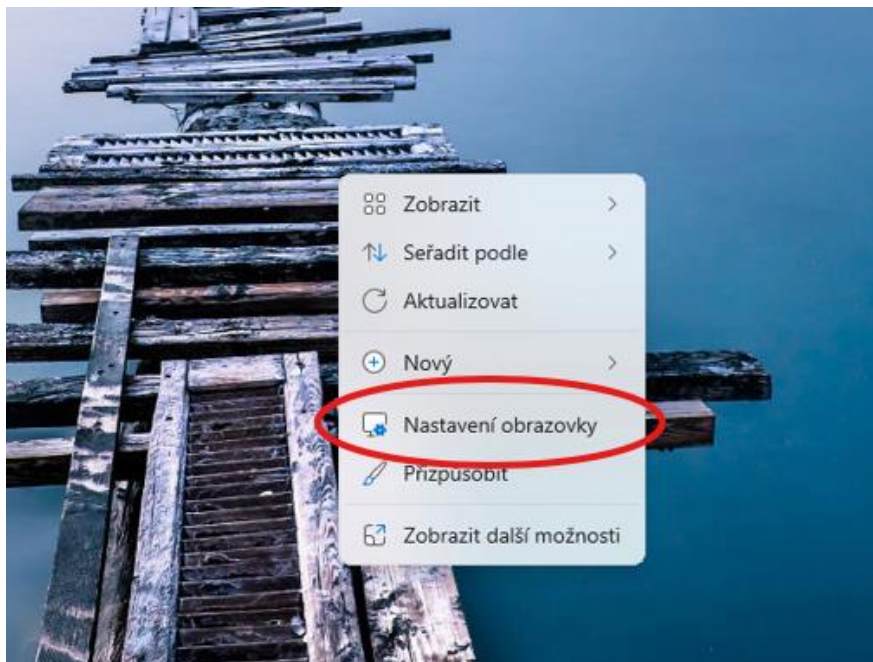 Zobrazit
Seřadit podle
Aktualizovat
Nový
Nastavení obrazovky
Přizpůsobit
Zobrazit další možnosti